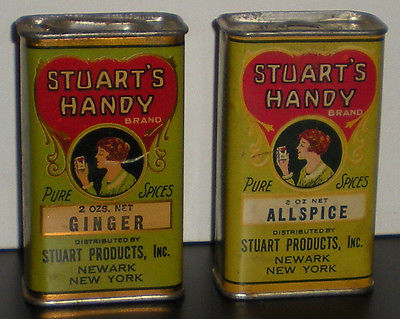 STUART'S
HANDY
BRAND
PURE SPICES
2 OZS. NET
GINGER
DISTRIBUTED BY
STUART PRODUCTS, INC.
NEWARK
NEW YORK
STUART'S
HANDY
BRAND
PURE SPICES
2 OZ NET
ALLSPICE
DISTRIBUTED BY
STUART PRODUCTS, INC.
NEWARK
NEW YORK